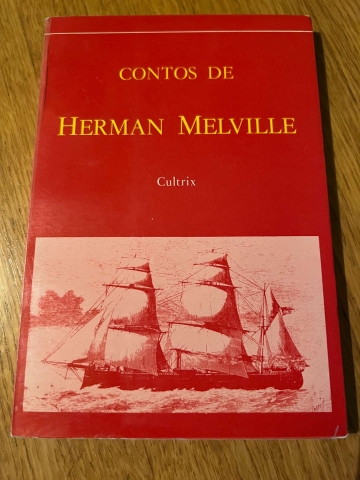 CONTOS DE
HERMAN MELVILLE
Cultrix